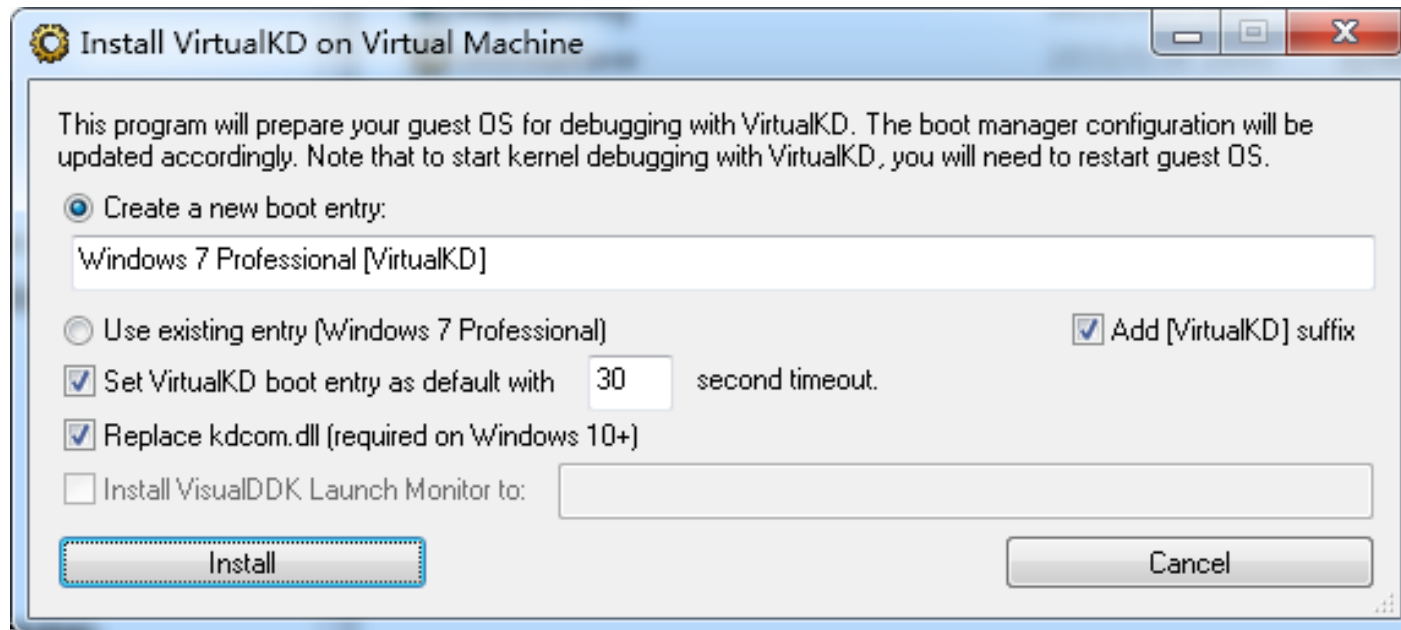 Install VirtualKD on Virtual Machine
This program will prepare your guest OS for debugging with VirtualKD. The boot manager configuration will be
updated accordingly. Note that to start kernel debugging with VirtualKD, you will need to restart guest OS.
Create a new boot entry:
Windows 7 Professional [VirtualKD]
Use existing entry (Windows 7 Professional) Add [VirtualKD] suffix
Set VirtualKD boot entry as default with 30 second timeout.
Replace kdcom.dll (required on Windows 10+)
Install VisualDDK Launch Monitor to:
Install Cancel